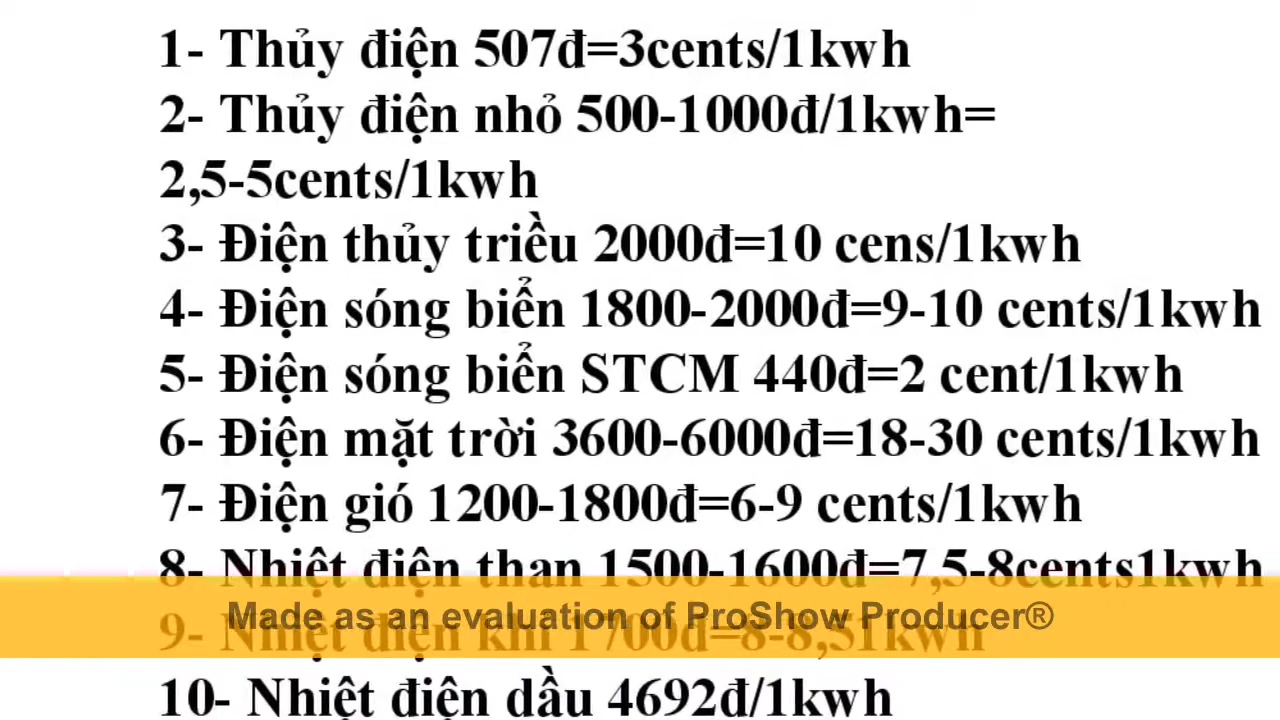 1- Thủy điện 507đ=3cents/1kwh
2- Thủy điện nhỏ 500-1000đ/1kwh=
2,5-5cents/1kwh
3- Điện thủy triều 2000đ=10 cens/1kwh
4- Điện sóng biển 1800-2000đ=9-10 cents/1kwh
5- Điện sóng biển STCM 440đ=2 cent/1kwh
6- Điện mặt trời 3600-6000đ=18-30 cents/1kwh
7- Điện gió 1200-1800đ=6-9 cents/1kwh
8- Nhiệt điện than 1500-1600đ=7,5-8cents1kwh
Made as an evaluation of ProShow Producer®
9- Nhiệt điện khí 1700đ=8-8,51kwh
10- Nhiệt điện dầu 4692đ/1kwh